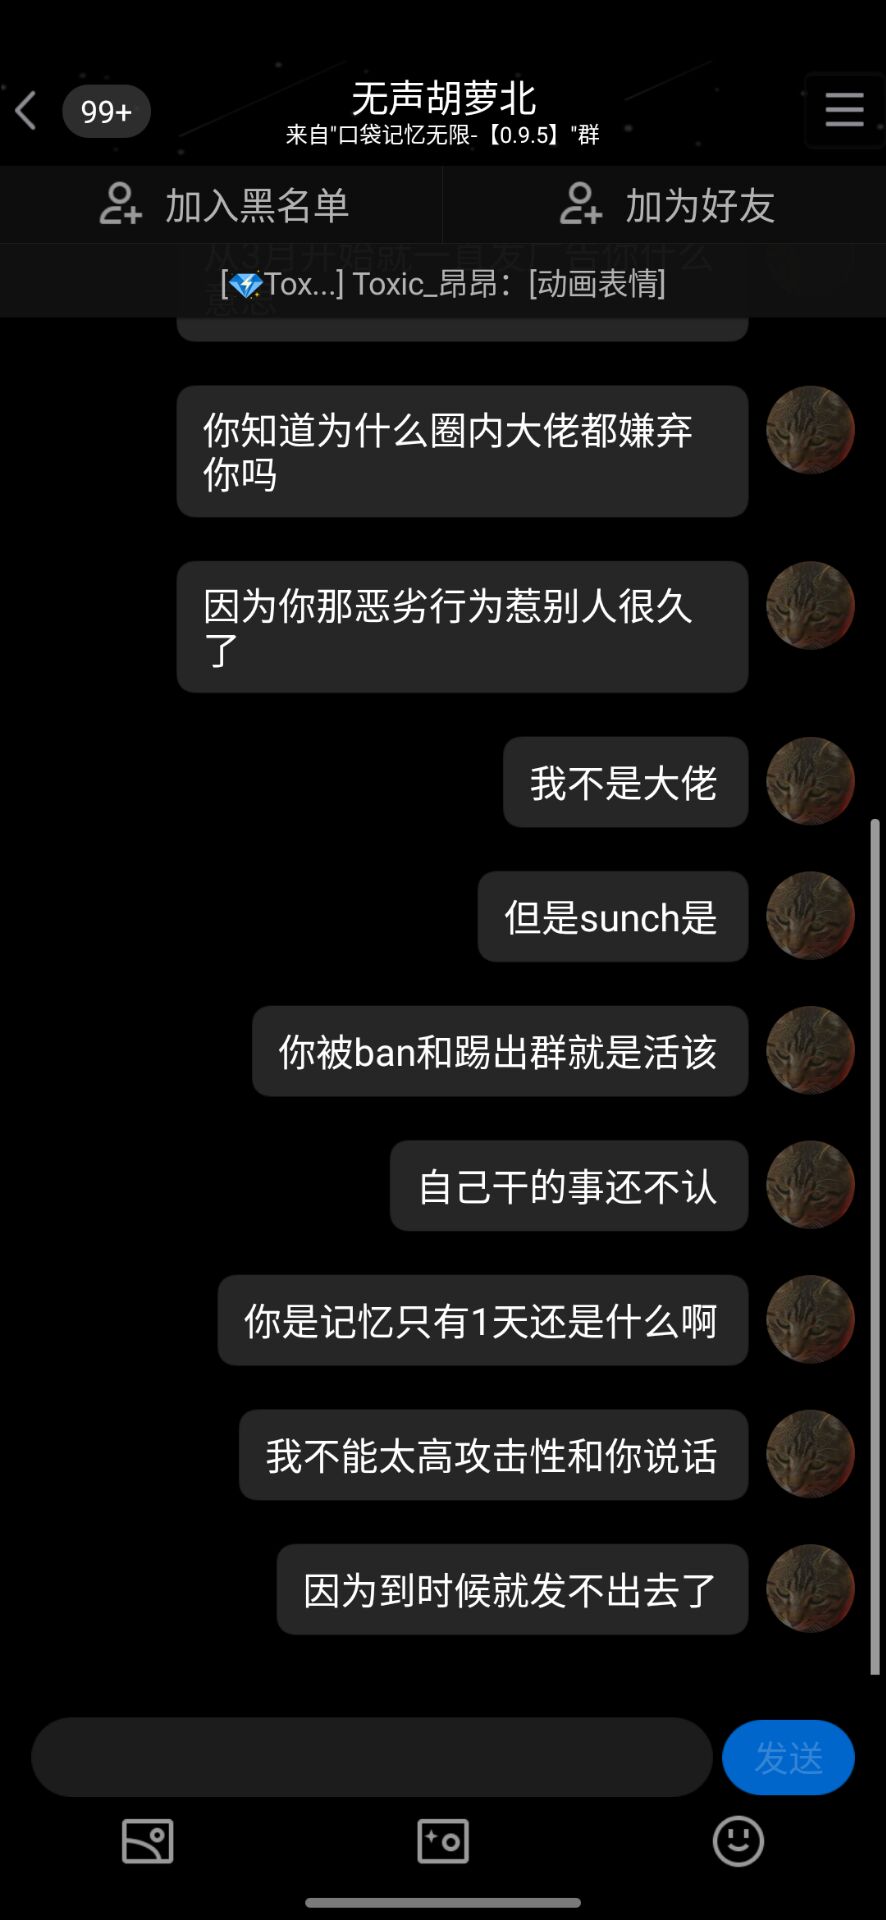 99+
无声胡萝北
来自"口袋记忆无限-【0.9.5】"群
加入黑名单
加为好友
从3月开始就一直发广告你什么
意思
[💎Tox...] Toxic_昂昂：[动画表情]
你知道为什么圈内大佬都嫌弃
你吗
因为你那恶劣行为惹别人很久
了
我不是大佬
但是sunch是
你被ban和踢出群就是活该
自己干的事还不认
你是记忆只有1天还是什么啊
我不能太高攻击性和你说话
因为到时候就发不出去了
发送